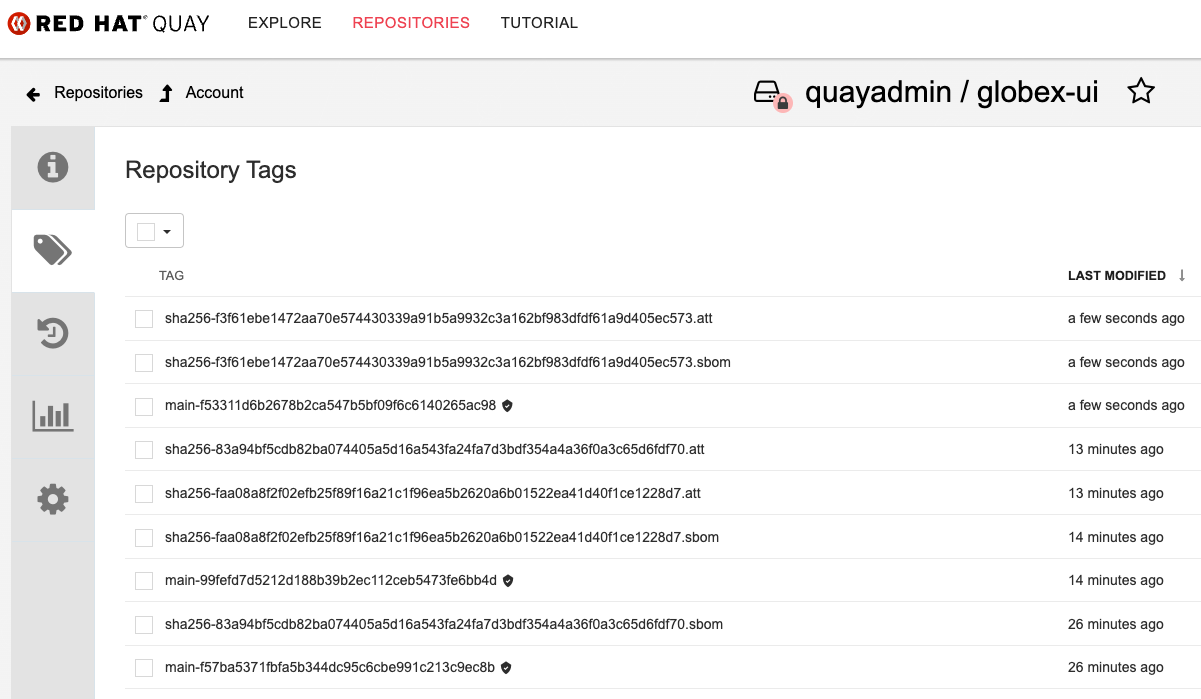 RED HAT® QUAY EXPLORE REPOSITORIES TUTORIAL
Repositories Account quayadmin / globex-ui
Repository Tags
TAG LAST MODIFIED
sha256-f3f61ebe1472aa70e574430339a91b5a9932c3a162bf983dfdf61a9d405ec573.att a few seconds ago
sha256-f3f61ebe1472aa70e574430339a91b5a9932c3a162bf983dfdf61a9d405ec573.sbom a few seconds ago
main-f53311d6b2678b2ca547b5bf09f6c6140265ac98 a few seconds ago
sha256-83a94bf5cdb82ba074405a5d16a543fa24fa7d3bdf354a4a36f0a3c65d6fdf70.att 13 minutes ago
sha256-faa08a8f2f02efb25f89f16a21c1f96ea5b2620a6b01522ea41d40f1ce1228d7.att 13 minutes ago
sha256-faa08a8f2f02efb25f89f16a21c1f96ea5b2620a6b01522ea41d40f1ce1228d7.sbom 14 minutes ago
main-99fefd7d5212d188b39b2ec112ceb5473fe6bb4d 14 minutes ago
sha256-83a94bf5cdb82ba074405a5d16a543fa24fa7d3bdf354a4a36f0a3c65d6fdf70.sbom 26 minutes ago
main-f57ba5371fbfa5b344dc95c6cbe991c213c9ec8b 26 minutes ago